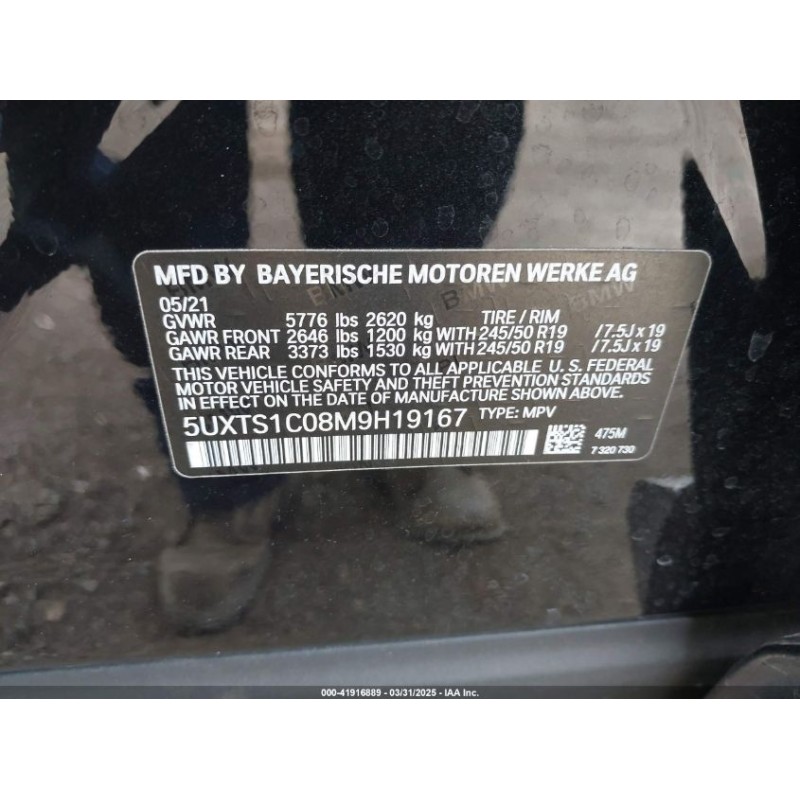 MFD BY BAYERISCHE MOTOREN WERKE AG
05/21
GVWR 5776 lbs 2620 kg TIRE / RIM
GAWR FRONT 2646 lbs 1200 kg WITH 245/50 R19 /7.5J x 19
GAWR REAR 3373 lbs 1530 kg WITH 245/50 R19 /7.5J x 19
THIS VEHICLE CONFORMS TO ALL APPLICABLE U. S. FEDERAL
MOTOR VEHICLE SAFETY AND THEFT PREVENTION STANDARDS
IN EFFECT ON THE DATE OF MANUFACTURE SHOWN ABOVE.
5UXTS1C08M9H19167 TYPE: MPV
475M
7 320 730
000-41916889 - 03/31/2025 - IAA Inc.